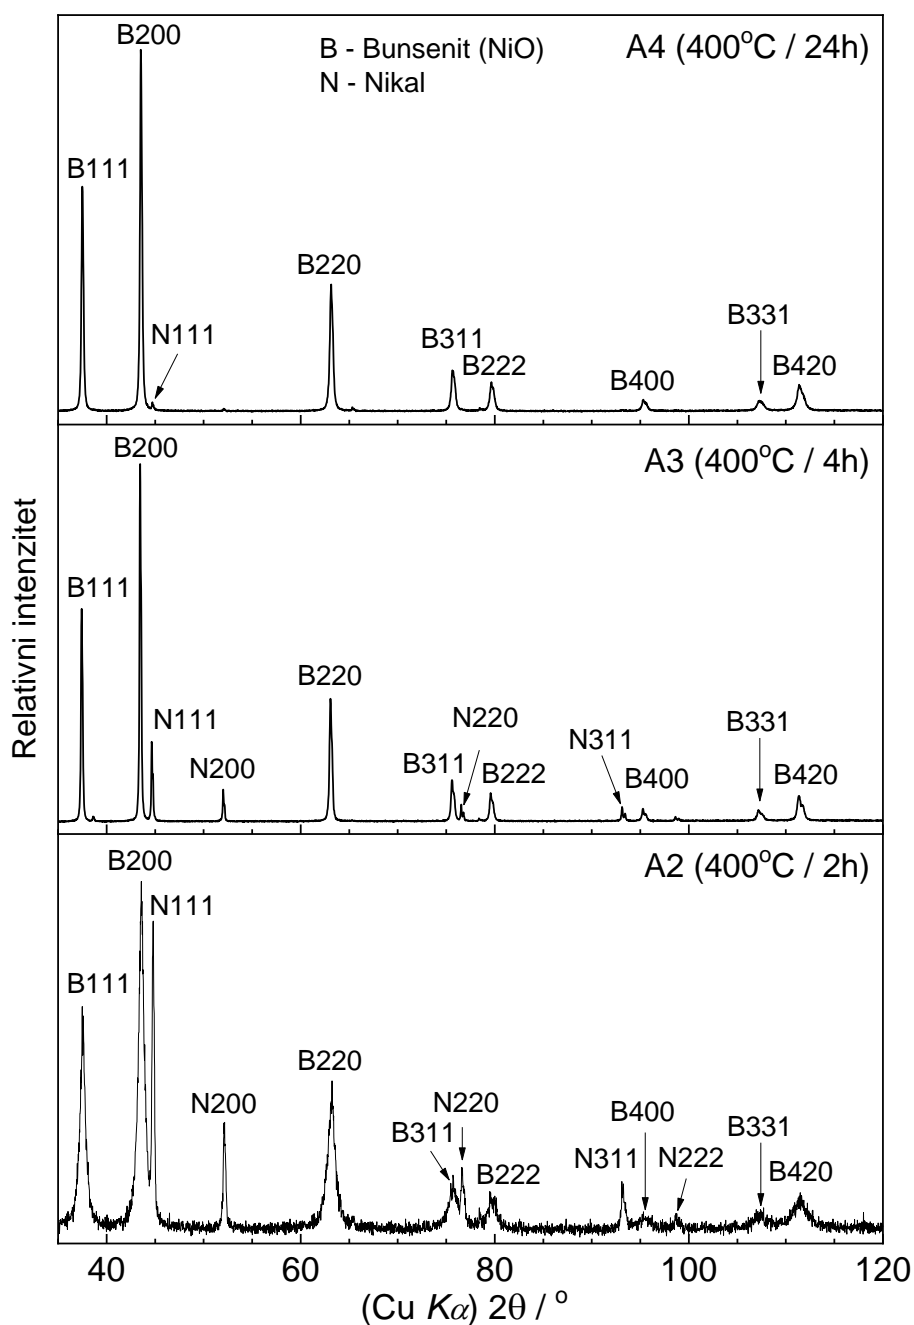 B200
B - Bunsenit (NiO)
N - Nikal
A4 (400°C / 24h)
B111
B220
N111
B311
B222
B400
B331
B420
Relativni intenzitet
B200
A3 (400°C / 4h)
B111
N111
N200
B220
B311
N220
B222
N311
B400
B331
B420
B200
A2 (400°C / 2h)
N111
B111
N200
B220
B311
N220
B222
N311
B400
N222
B331
B420
40 60 80 100 120
(Cu Kα) 2θ / °